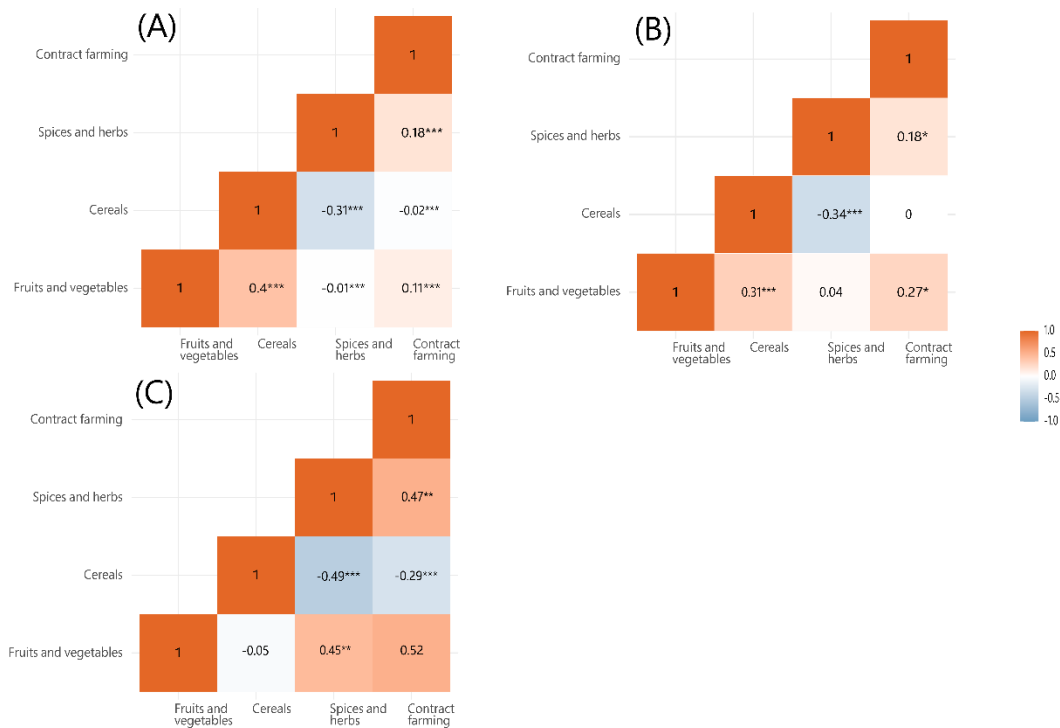 (A)
Contract farming
1
Spices and herbs
1
0.18***
Cereals
1
-0.31***
-0.02***
Fruits and vegetables
1
0.4***
-0.01***
0.11***
Fruits and
vegetables
Cereals
Spices and
herbs
Contract
farming
(B)
Contract farming
1
Spices and herbs
1
0.18*
Cereals
1
-0.34***
0
Fruits and vegetables
1
0.31***
0.04
0.27*
Fruits and
vegetables
Cereals
Spices and
herbs
Contract
farming
1.0
0.5
0.0
-0.5
-1.0
(C)
Contract farming
1
Spices and herbs
1
0.47**
Cereals
1
-0.49***
-0.29***
Fruits and vegetables
1
-0.05
0.45**
0.52
Fruits and
vegetables
Cereals
Spices and
herbs
Contract
farming